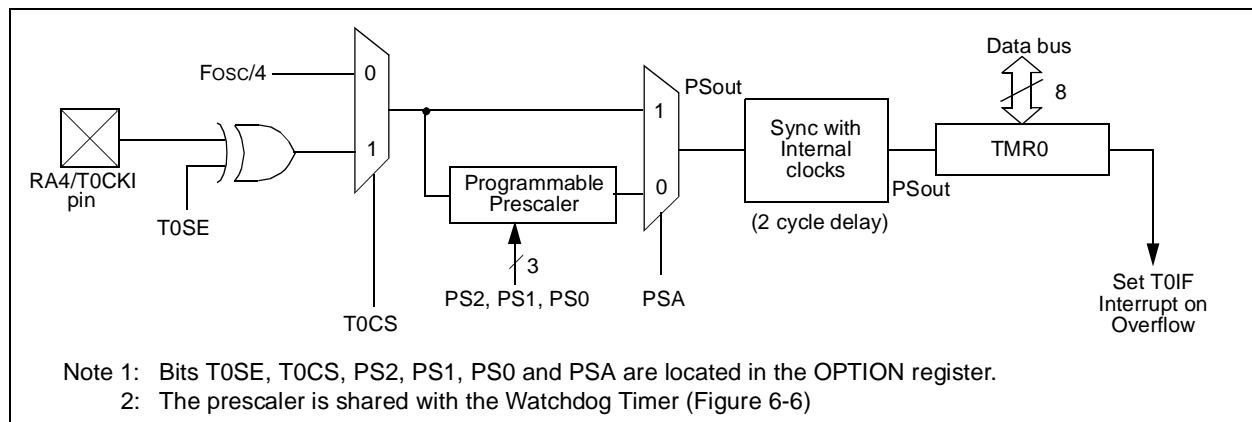 Data bus
8
FOSC/4
0
1
PSout
1
0
Sync with
Internal
clocks
(2 cycle delay)
PSout
TMR0
RA4/T0CKI
pin
T0SE
Programmable
Prescaler
3
PS2, PS1, PS0
PSA
T0CS
Set T0IF
Interrupt on
Overflow
Note 1: Bits T0SE, T0CS, PS2, PS1, PS0 and PSA are located in the OPTION register.
2: The prescaler is shared with the Watchdog Timer (Figure 6-6)